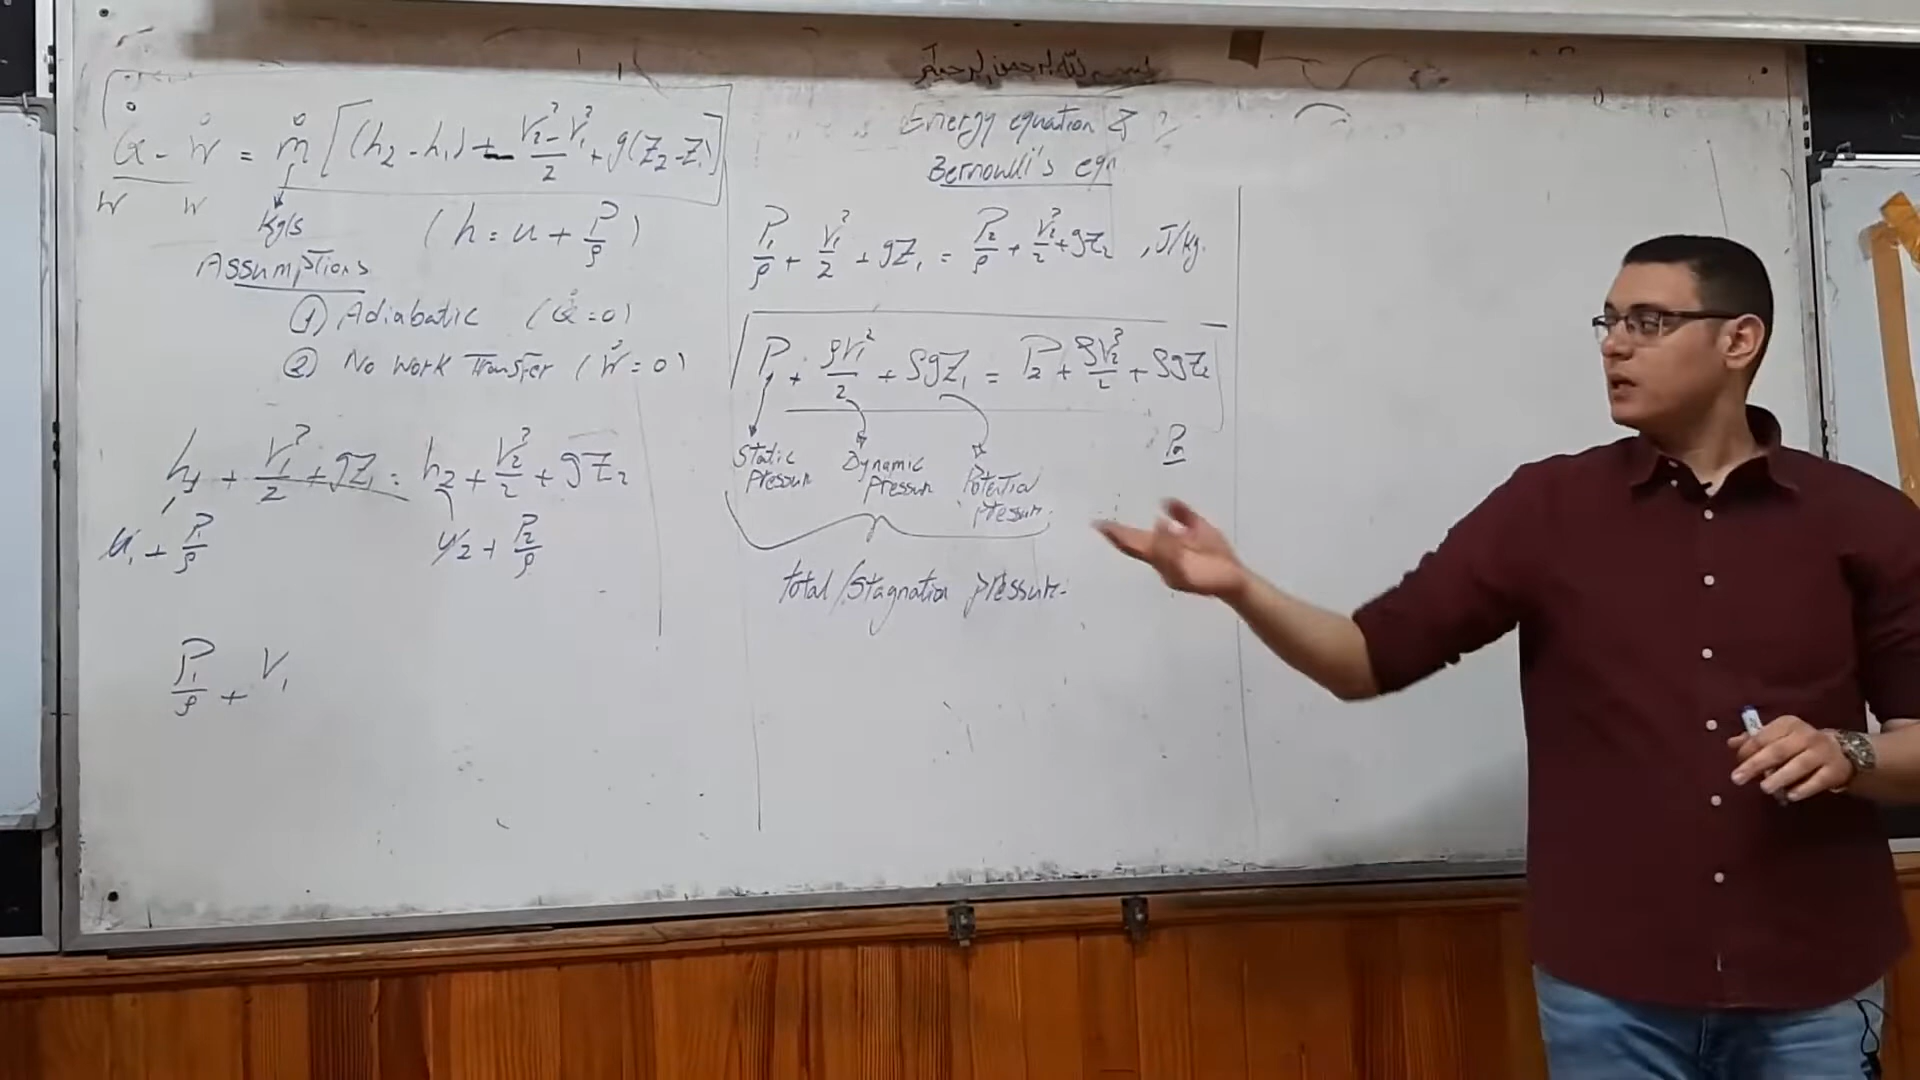 بسم الله الرحمن الرحيم
Energy equation &
Bernoulli's eqn.
Q̇ - Ẇ = ṁ [(h₂ - h₁) + (V₂² - V₁²)/2 + g(Z₂ - Z₁)]
W W
kg/s
(h = u + P/ρ)
Assumptions
① Adiabatic (Q̇ = 0)
② No work Transfer (Ẇ = 0)
h₁ + V₁²/2 + gZ₁ = h₂ + V₂²/2 + gZ₂
u₁ + P₁/ρ u₂ + P₂/ρ
P₁/ρ + V₁
P₁/ρ + V₁²/2 + gZ₁ = P₂/ρ + V₂²/2 + gZ₂ , J/kg.
P₁ + ρV₁²/2 + ρgZ₁ = P₂ + ρV₂²/2 + ρgZ₂
Pa
Static Pressure
Dynamic Pressure
Potential Pressure
total/stagnation pressure